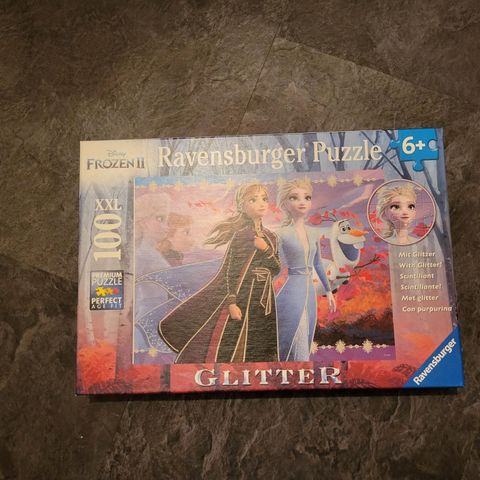 Disney
FROZEN II
Ravensburger Puzzle
6+
XXL
100
PREMIUM
PUZZLE
PERFECT
AGE FIT
Mit Glitzer
With Glitter!
Scintillant
Scintillante!
Met glitter
Con purpurina
GLITTER
Ravensburger